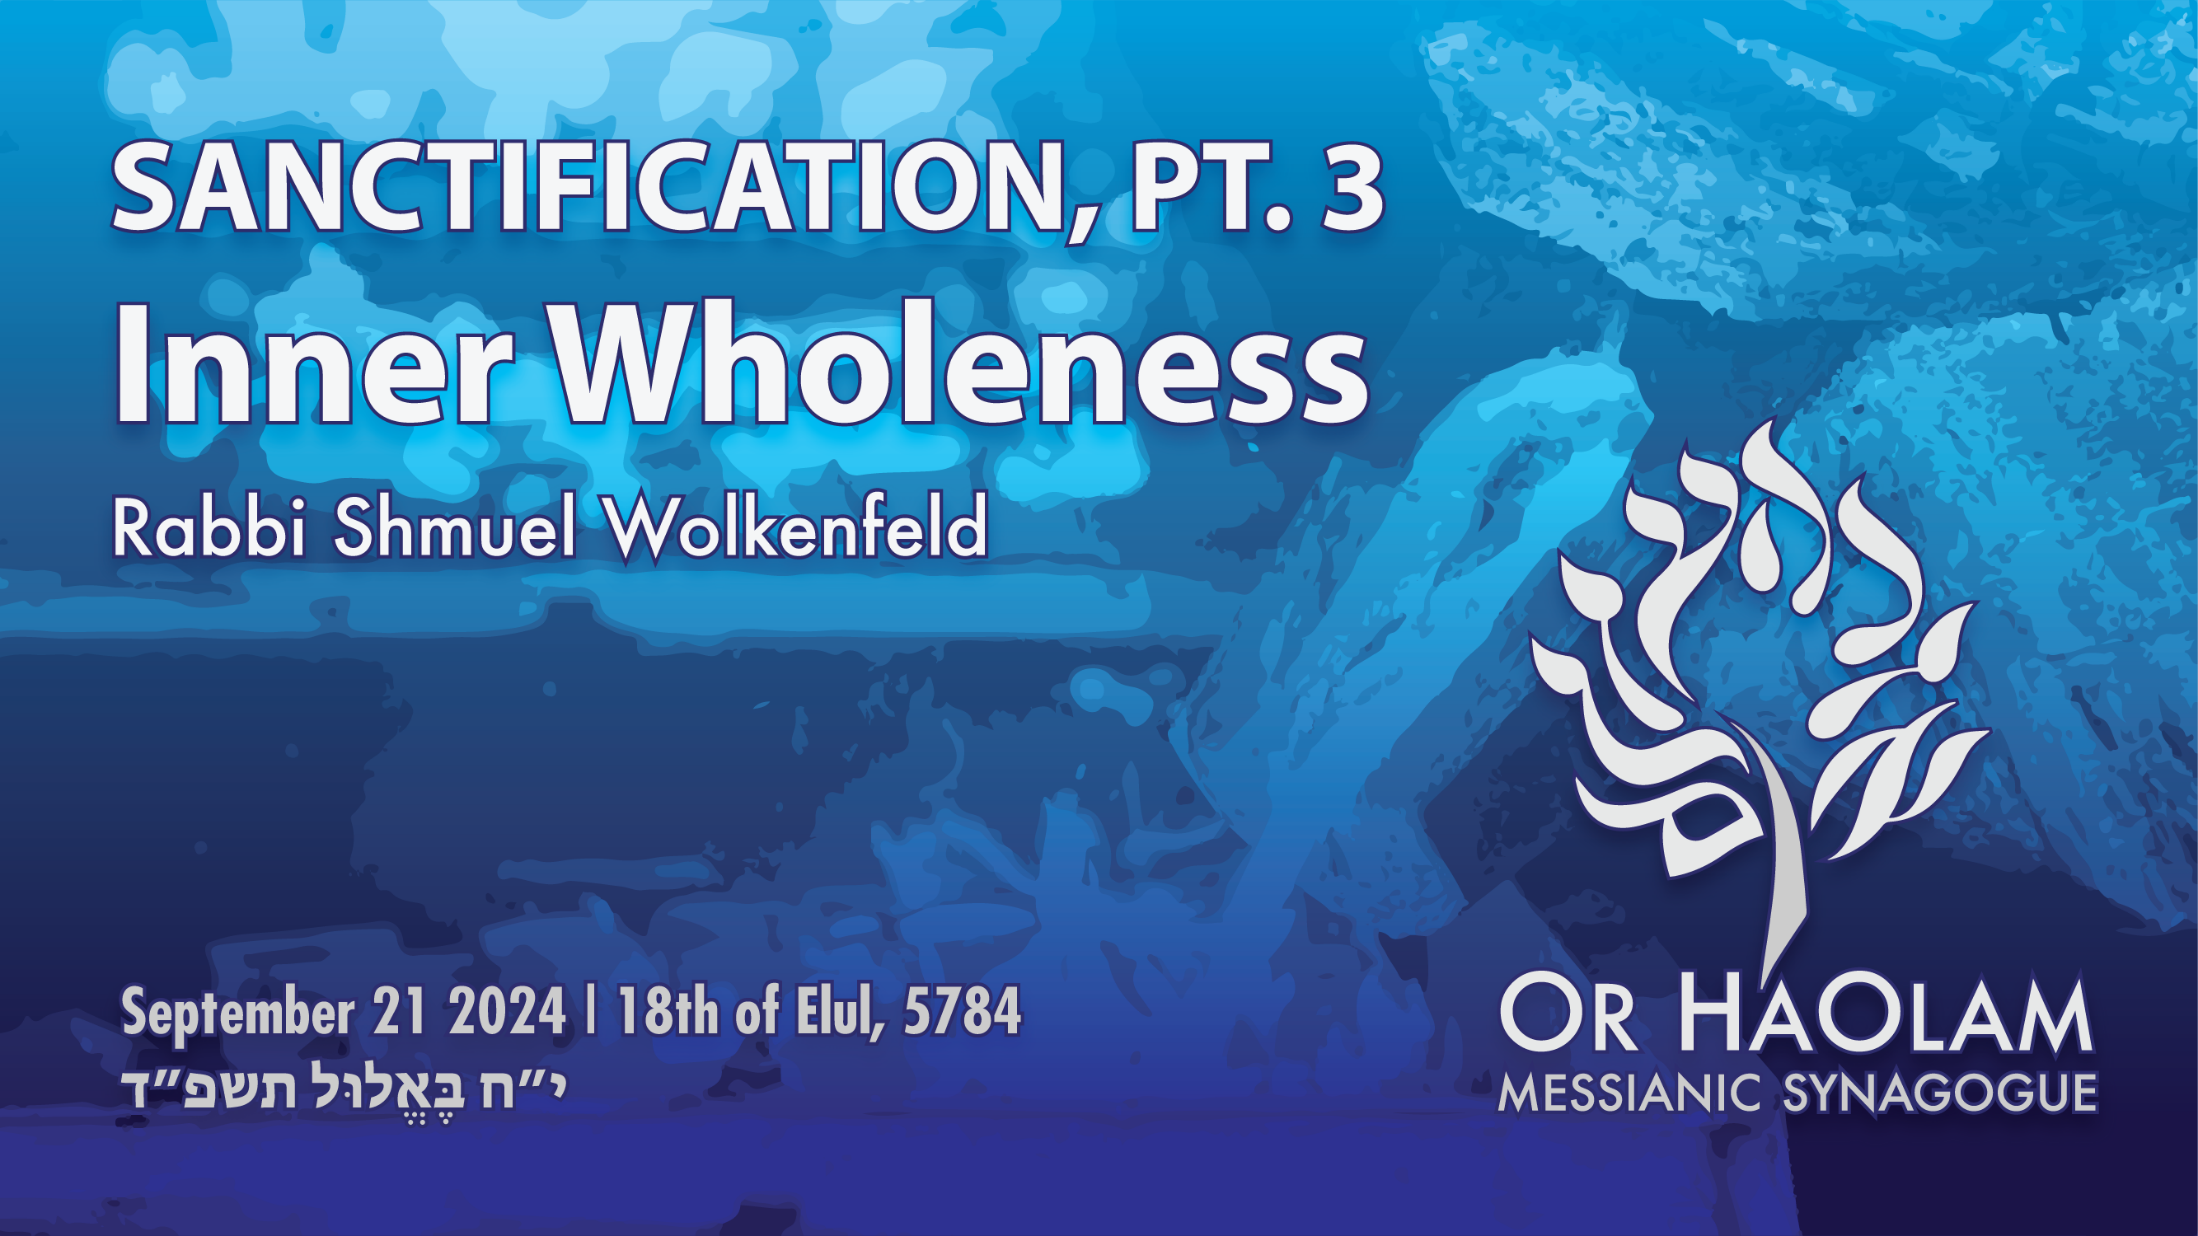 SANCTIFICATION, PT. 3
Inner Wholeness
Rabbi Shmuel Wolkenfeld
September 21 2024 | 18th of Elul, 5784
י״ח בֶּאֱלוּל תשפ״ד
OR HAOLAM
MESSIANIC SYNAGOGUE